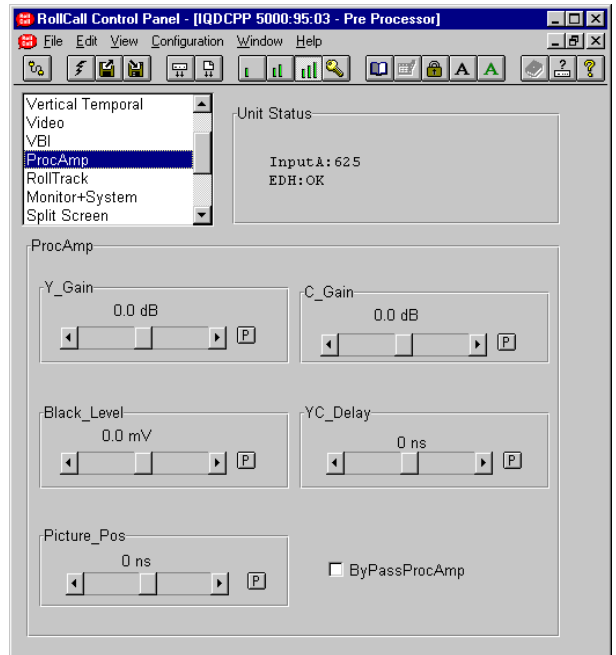 RollCall Control Panel - [IQDCPP 5000:95:03 - Pre Processor]
File Edit View Configuration Window Help
A A
Vertical Temporal
Video
VBI
ProcAmp
RollTrack
Monitor+System
Split Screen
Unit Status
InputA:625
EDH:OK
ProcAmp
Y_Gain
0.0 dB
P
C_Gain
0.0 dB
P
Black_Level
0.0 mV
P
YC_Delay
0 ns
P
Picture_Pos
0 ns
P
ByPassProcAmp